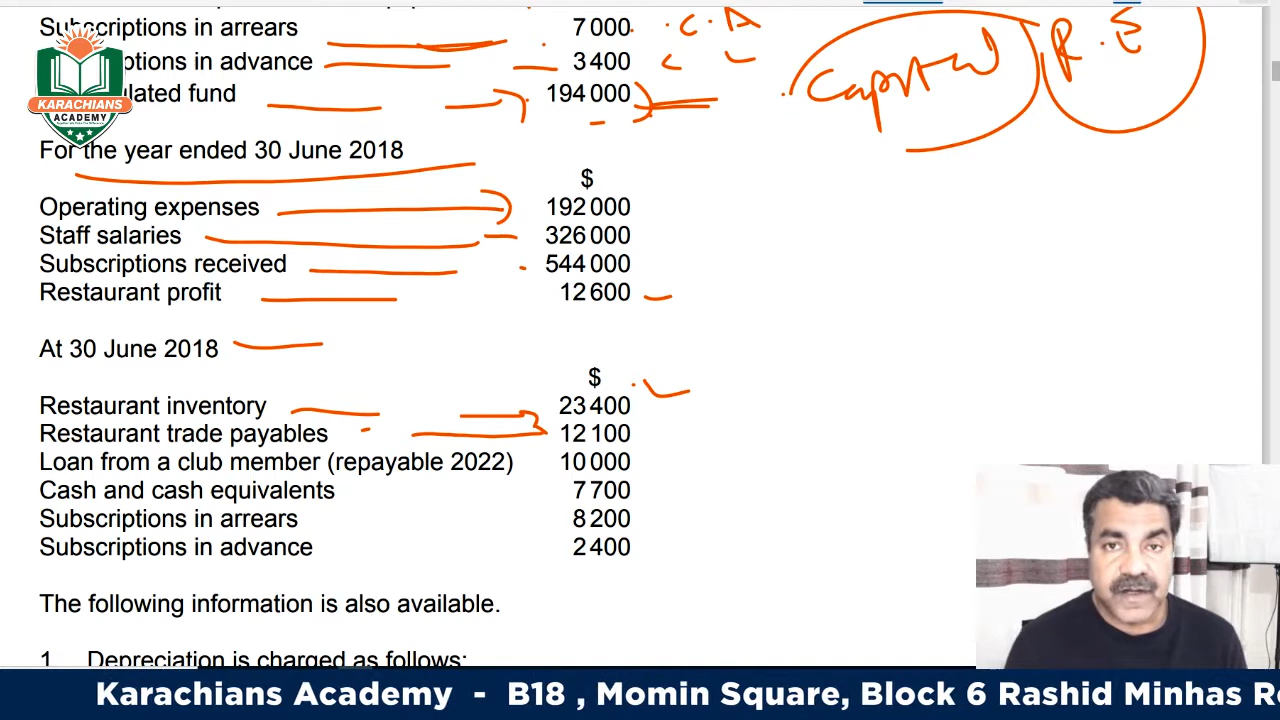 Subscriptions in arrears 7 000 . C . A
in advance 3 400 C L
fund 194 000 Capital R . E
KARACHIANS
ACADEMY
For the year ended 30 June 2018
$
Operating expenses 192 000
Staff salaries 326 000
Subscriptions received 544 000
Restaurant profit 12 600
At 30 June 2018
$
Restaurant inventory 23 400
Restaurant trade payables 12 100
Loan from a club member (repayable 2022) 10 000
Cash and cash equivalents 7 700
Subscriptions in arrears 8 200
Subscriptions in advance 2 400
The following information is also available.
1 Depreciation is charged as follows:
Karachians Academy - B18 , Momin Square, Block 6 Rashid Minhas R